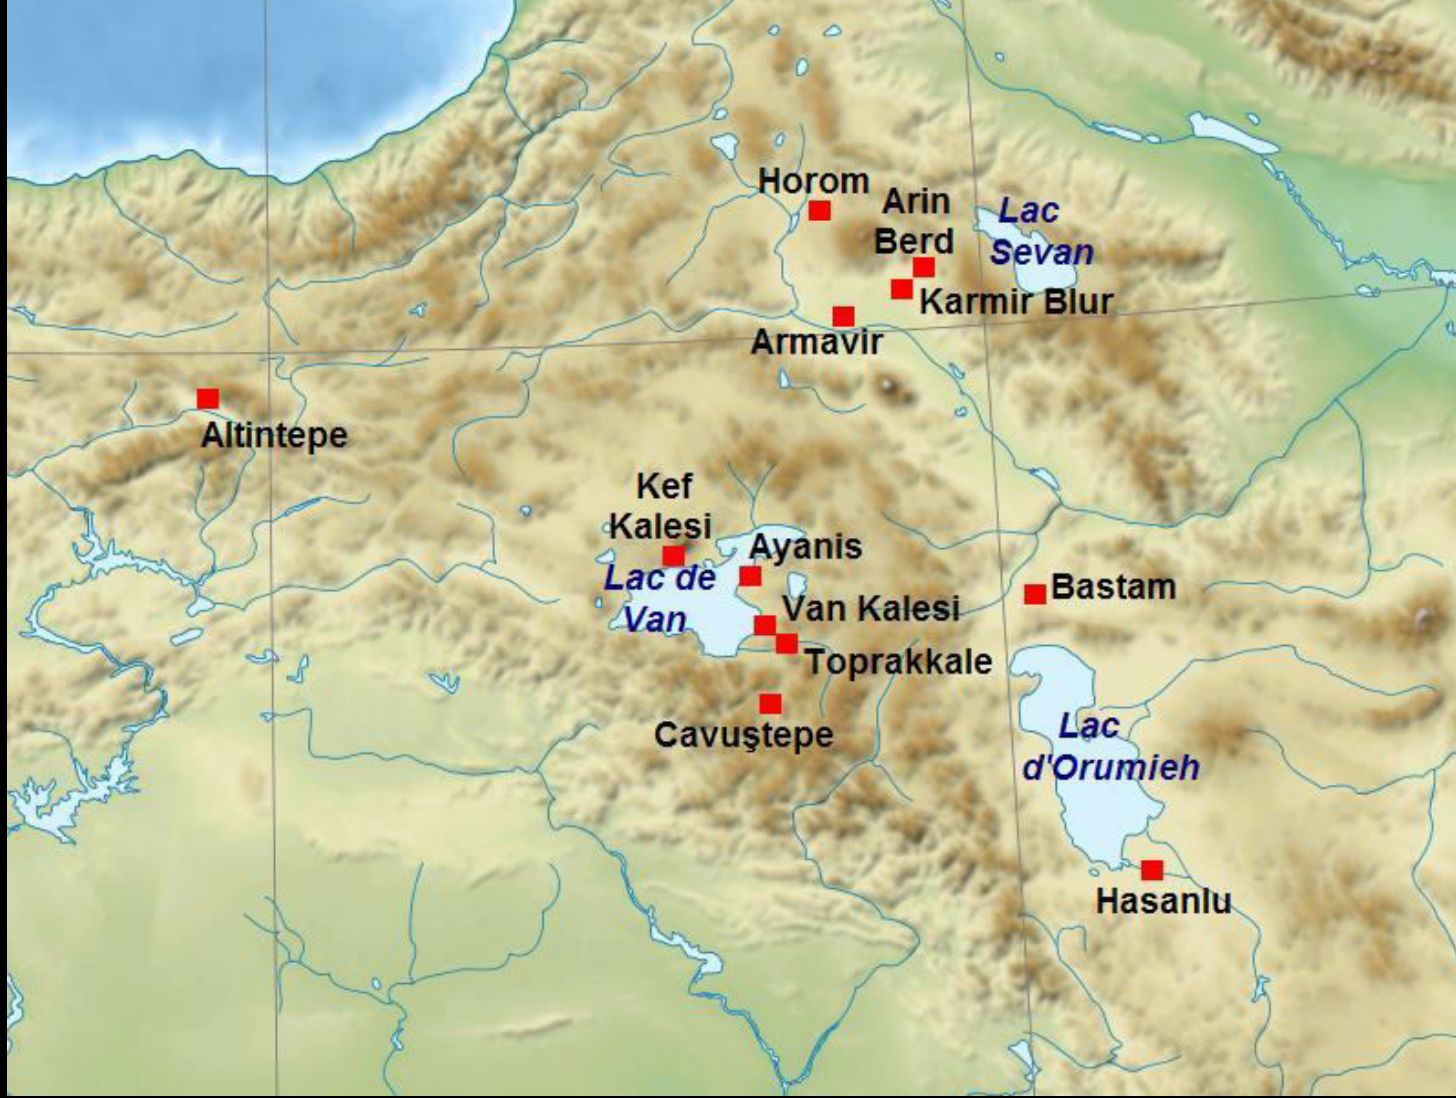 Horom
Arin
Berd
Lac
Sevan
Karmir Blur
Armavir
Altintepe
Kef
Kalesi
Ayanis
Lac de
Van
Van Kalesi
Bastam
Toprakkale
Cavuştepe
Lac
d'Orumieh
Hasanlu